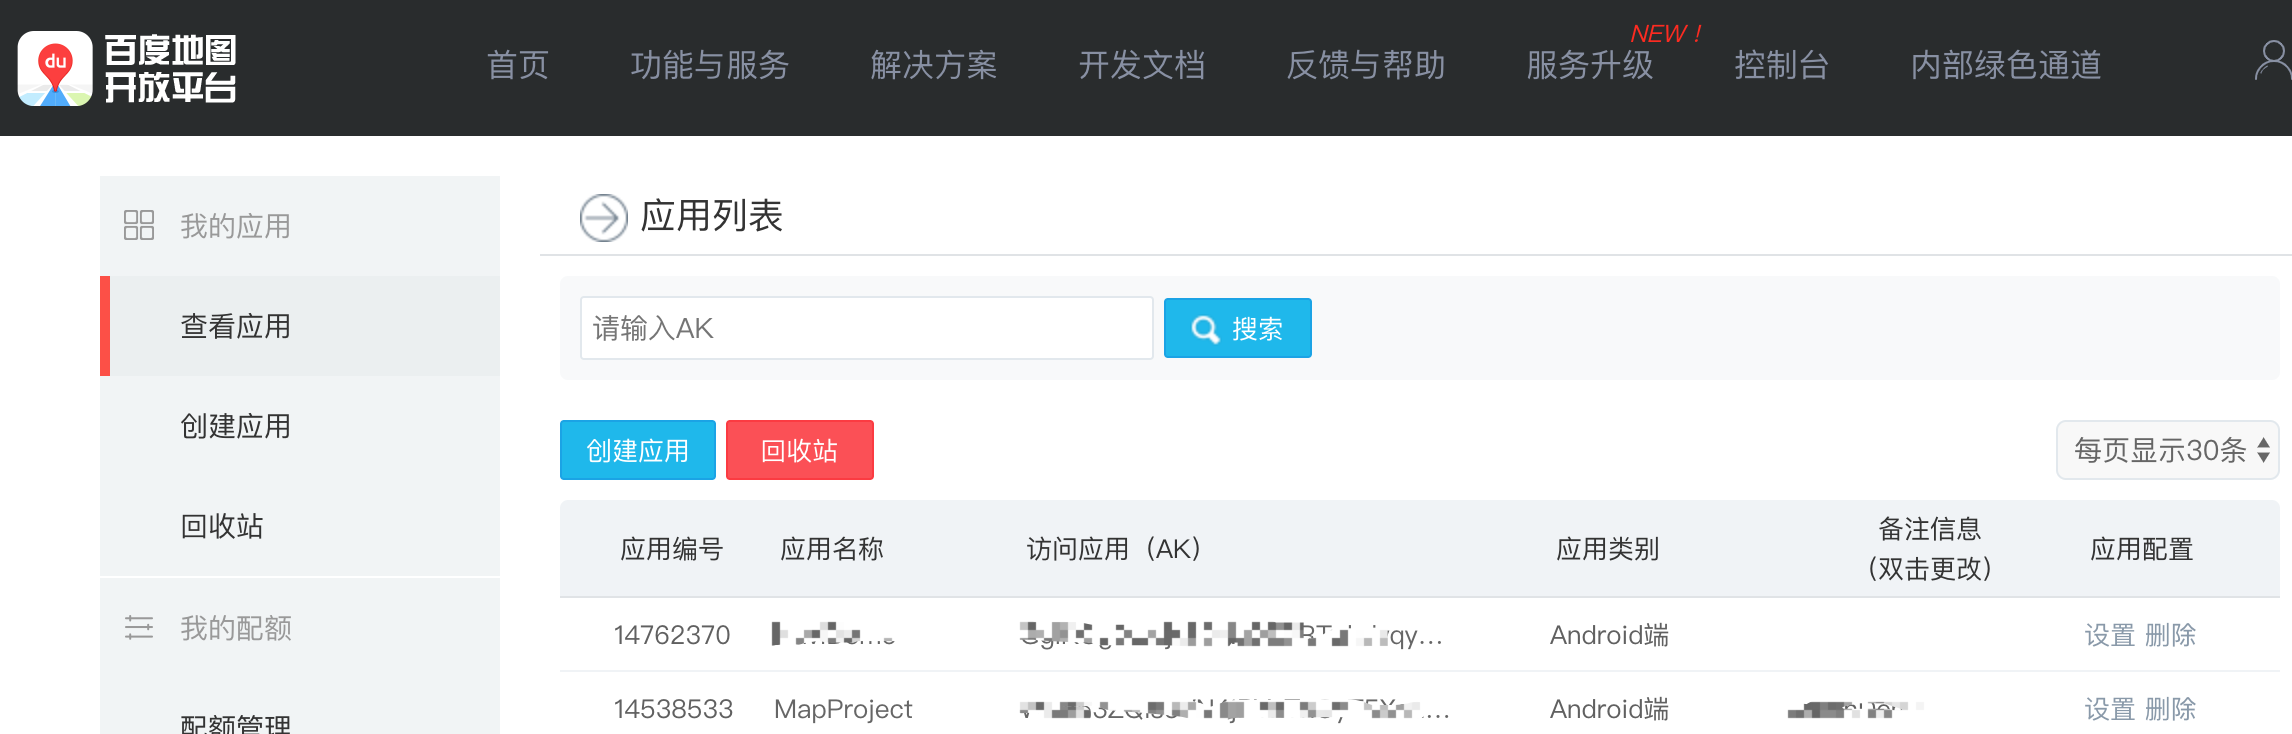 百度地图
开放平台
首页 功能与服务 解决方案 开发文档 反馈与帮助 服务升级 NEW! 控制台 内部绿色通道
我的应用
查看应用
创建应用
回收站
我的配额
配额管理
应用列表
请输入AK 搜索
创建应用 回收站 每页显示30条
应用编号 应用名称 访问应用（AK） 应用类别 备注信息（双击更改） 应用配置
14762370 Android端 设置 删除
14538533 MapProject Android端 设置 删除